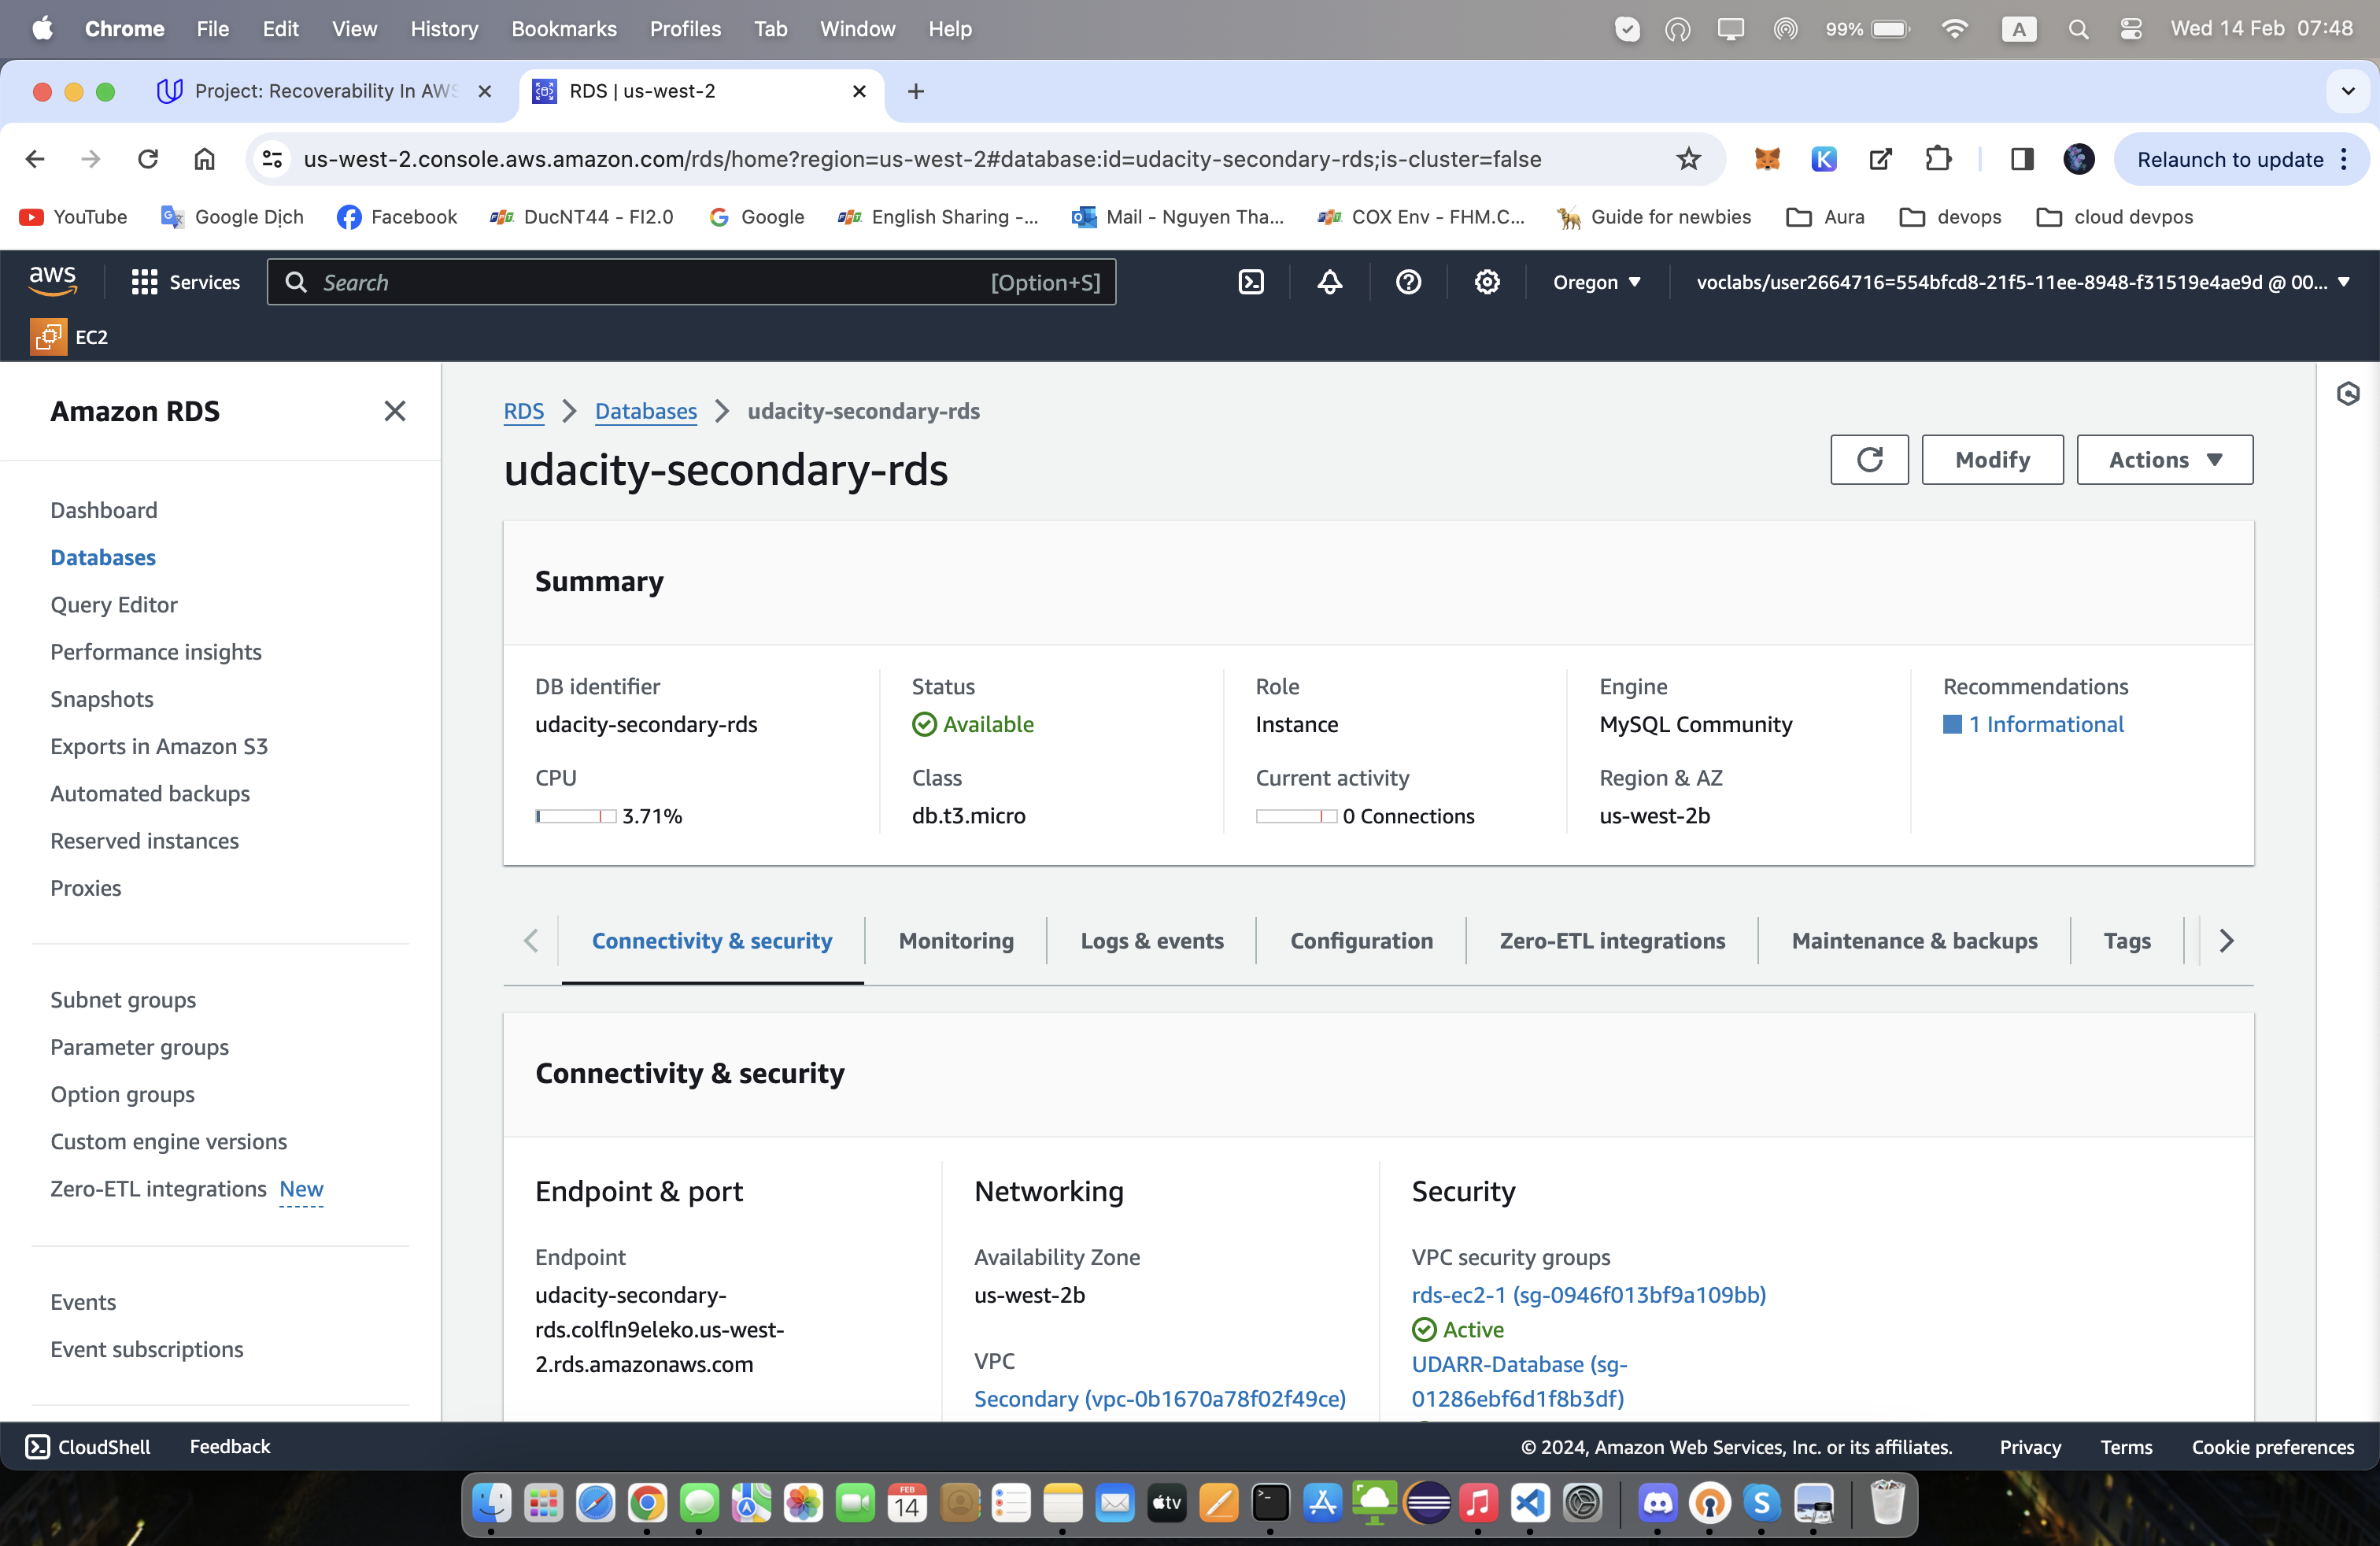 Chrome File Edit View History Bookmarks Profiles Tab Window Help 99% A Wed 14 Feb 07:48
Project: Recoverability In AWS
RDS | us-west-2
us-west-2.console.aws.amazon.com/rds/home?region=us-west-2#database:id=udacity-secondary-rds;is-cluster=false
K
Relaunch to update
YouTube Google Dịch Facebook DucNT44 - FI2.0 Google English Sharing -... Mail - Nguyen Tha... COX Env - FHM.C... Guide for newbies Aura devops cloud devpos
aws Services Search [Option+S] Oregon voclabs/user2664716=554bfcd8-21f5-11ee-8948-f31519e4ae9d @ 00...
EC2
Amazon RDS
Dashboard
Databases
Query Editor
Performance insights
Snapshots
Exports in Amazon S3
Automated backups
Reserved instances
Proxies
Subnet groups
Parameter groups
Option groups
Custom engine versions
Zero-ETL integrations New
Events
Event subscriptions
RDS Databases udacity-secondary-rds
udacity-secondary-rds
Modify
Actions
Summary
DB identifier
udacity-secondary-rds
CPU
3.71%
Status
Available
Class
db.t3.micro
Role
Instance
Current activity
0 Connections
Engine
MySQL Community
Region & AZ
us-west-2b
Recommendations
1 Informational
Connectivity & security Monitoring Logs & events Configuration Zero-ETL integrations Maintenance & backups Tags
Connectivity & security
Endpoint & port
Endpoint
udacity-secondary-
rds.colfln9eleko.us-west-
2.rds.amazonaws.com
Networking
Availability Zone
us-west-2b
VPC
Secondary (vpc-0b1670a78f02f49ce)
Security
VPC security groups
rds-ec2-1 (sg-0946f013bf9a109bb)
Active
UDARR-Database (sg-
01286ebf6d1f8b3df)
CloudShell Feedback © 2024, Amazon Web Services, Inc. or its affiliates. Privacy Terms Cookie preferences
FEB
14
tv
S